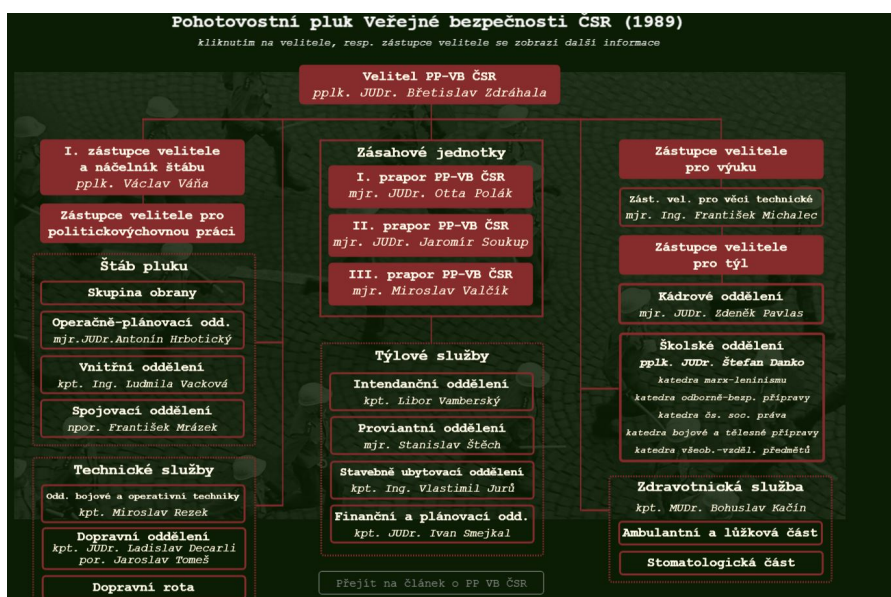 Pohotovostní pluk Veřejné bezpečnosti ČSR (1989)
kliknutím na velitele, resp. zástupce velitele se zobrazí další informace
Velitel PP-VB ČSR
pplk. JUDr. Břetislav Zdráhala
I. zástupce velitele
a náčelník štábu
pplk. Václav Váňa
Zástupce velitele pro
politickovýchovnou práci
Štáb pluku
Skupina obrany
Operačně-plánovací odd.
mjr.JUDr.Antonín Hrbotický
Vnitřní oddělení
kpt. Ing. Ludmila Vacková
Spojovací oddělení
npor. František Mrázek
Technické služby
Odd. bojové a operativní techniky
kpt. Miroslav Rezek
Dopravní oddělení
kpt. JUDr. Ladislav Decarli
por. Jaroslav Tomeš
Dopravní rota
Zásahové jednotky
I. prapor PP-VB ČSR
mjr. JUDr. Otta Polák
II. prapor PP-VB ČSR
mjr. JUDr. Jaromír Soukup
III. prapor PP-VB ČSR
mjr. Miroslav Valčík
Týlové služby
Intendanční oddělení
kpt. Libor Vamberský
Proviantní oddělení
mjr. Stanislav Štěch
Stavebně ubytovací oddělení
kpt. Ing. Vlastimil Jurů
Finanční a plánovací odd.
kpt. JUDr. Ivan Smejkal
Přejít na článek o PP VB ČSR
Zástupce velitele
pro výuku
Zást. vel. pro věci technické
mjr. Ing. František Michalec
Zástupce velitele
pro týl
Kádrové oddělení
mjr. JUDr. Zdeněk Pavlas
Školské oddělení
pplk. JUDr. Štefan Danko
katedra marx-leninismu
katedra odborně-bezp. přípravy
katedra čs. soc. práva
katedra bojové a tělesné přípravy
katedra všeob.-vzděl. předmětů
Zdravotnická služba
kpt. MUDr. Bohuslav Kačín
Ambulantní a lůžková část
Stomatologická část